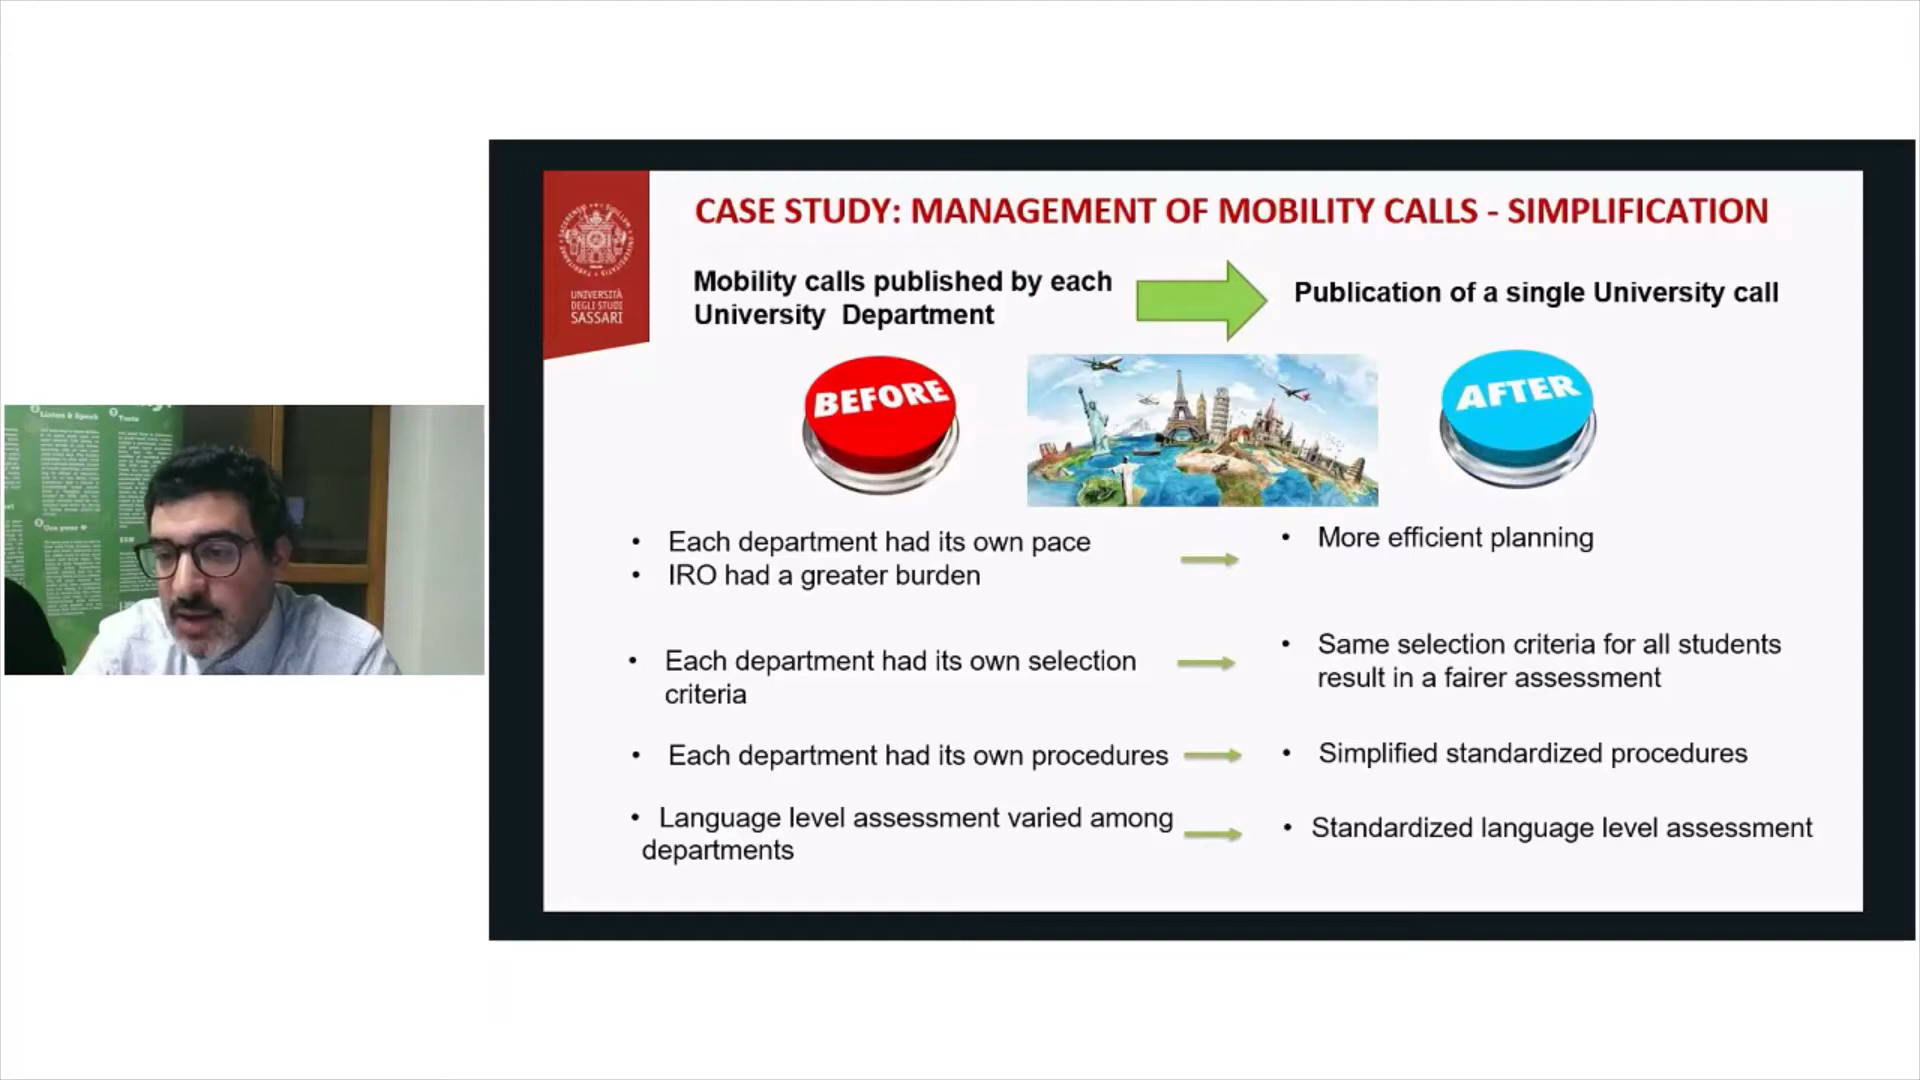 CASE STUDY: MANAGEMENT OF MOBILITY CALLS - SIMPLIFICATION
UNIVERSITÀ
DEGLI STUDI
SASSARI
Mobility calls published by each
University Department
Publication of a single University call
BEFORE
AFTER
• Each department had its own pace
• IRO had a greater burden
• More efficient planning
• Each department had its own selection
criteria
• Same selection criteria for all students
result in a fairer assessment
• Each department had its own procedures
• Simplified standardized procedures
• Language level assessment varied among
departments
• Standardized language level assessment
Listen & Speak
Tests